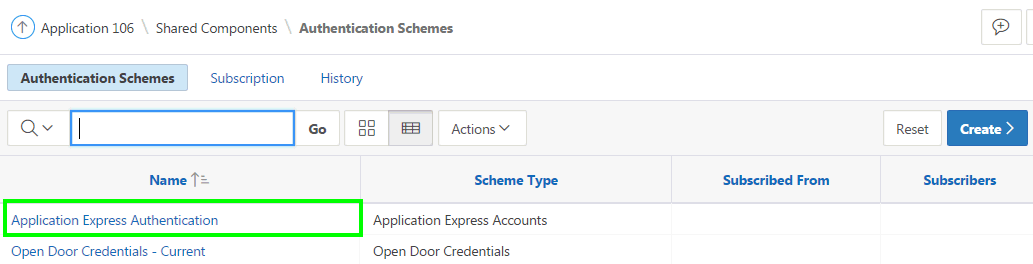 Application 106 \ Shared Components \ Authentication Schemes
Authentication Schemes Subscription History
Go Actions Reset Create
Name Scheme Type Subscribed From Subscribers
Application Express Authentication Application Express Accounts
Open Door Credentials - Current Open Door Credentials